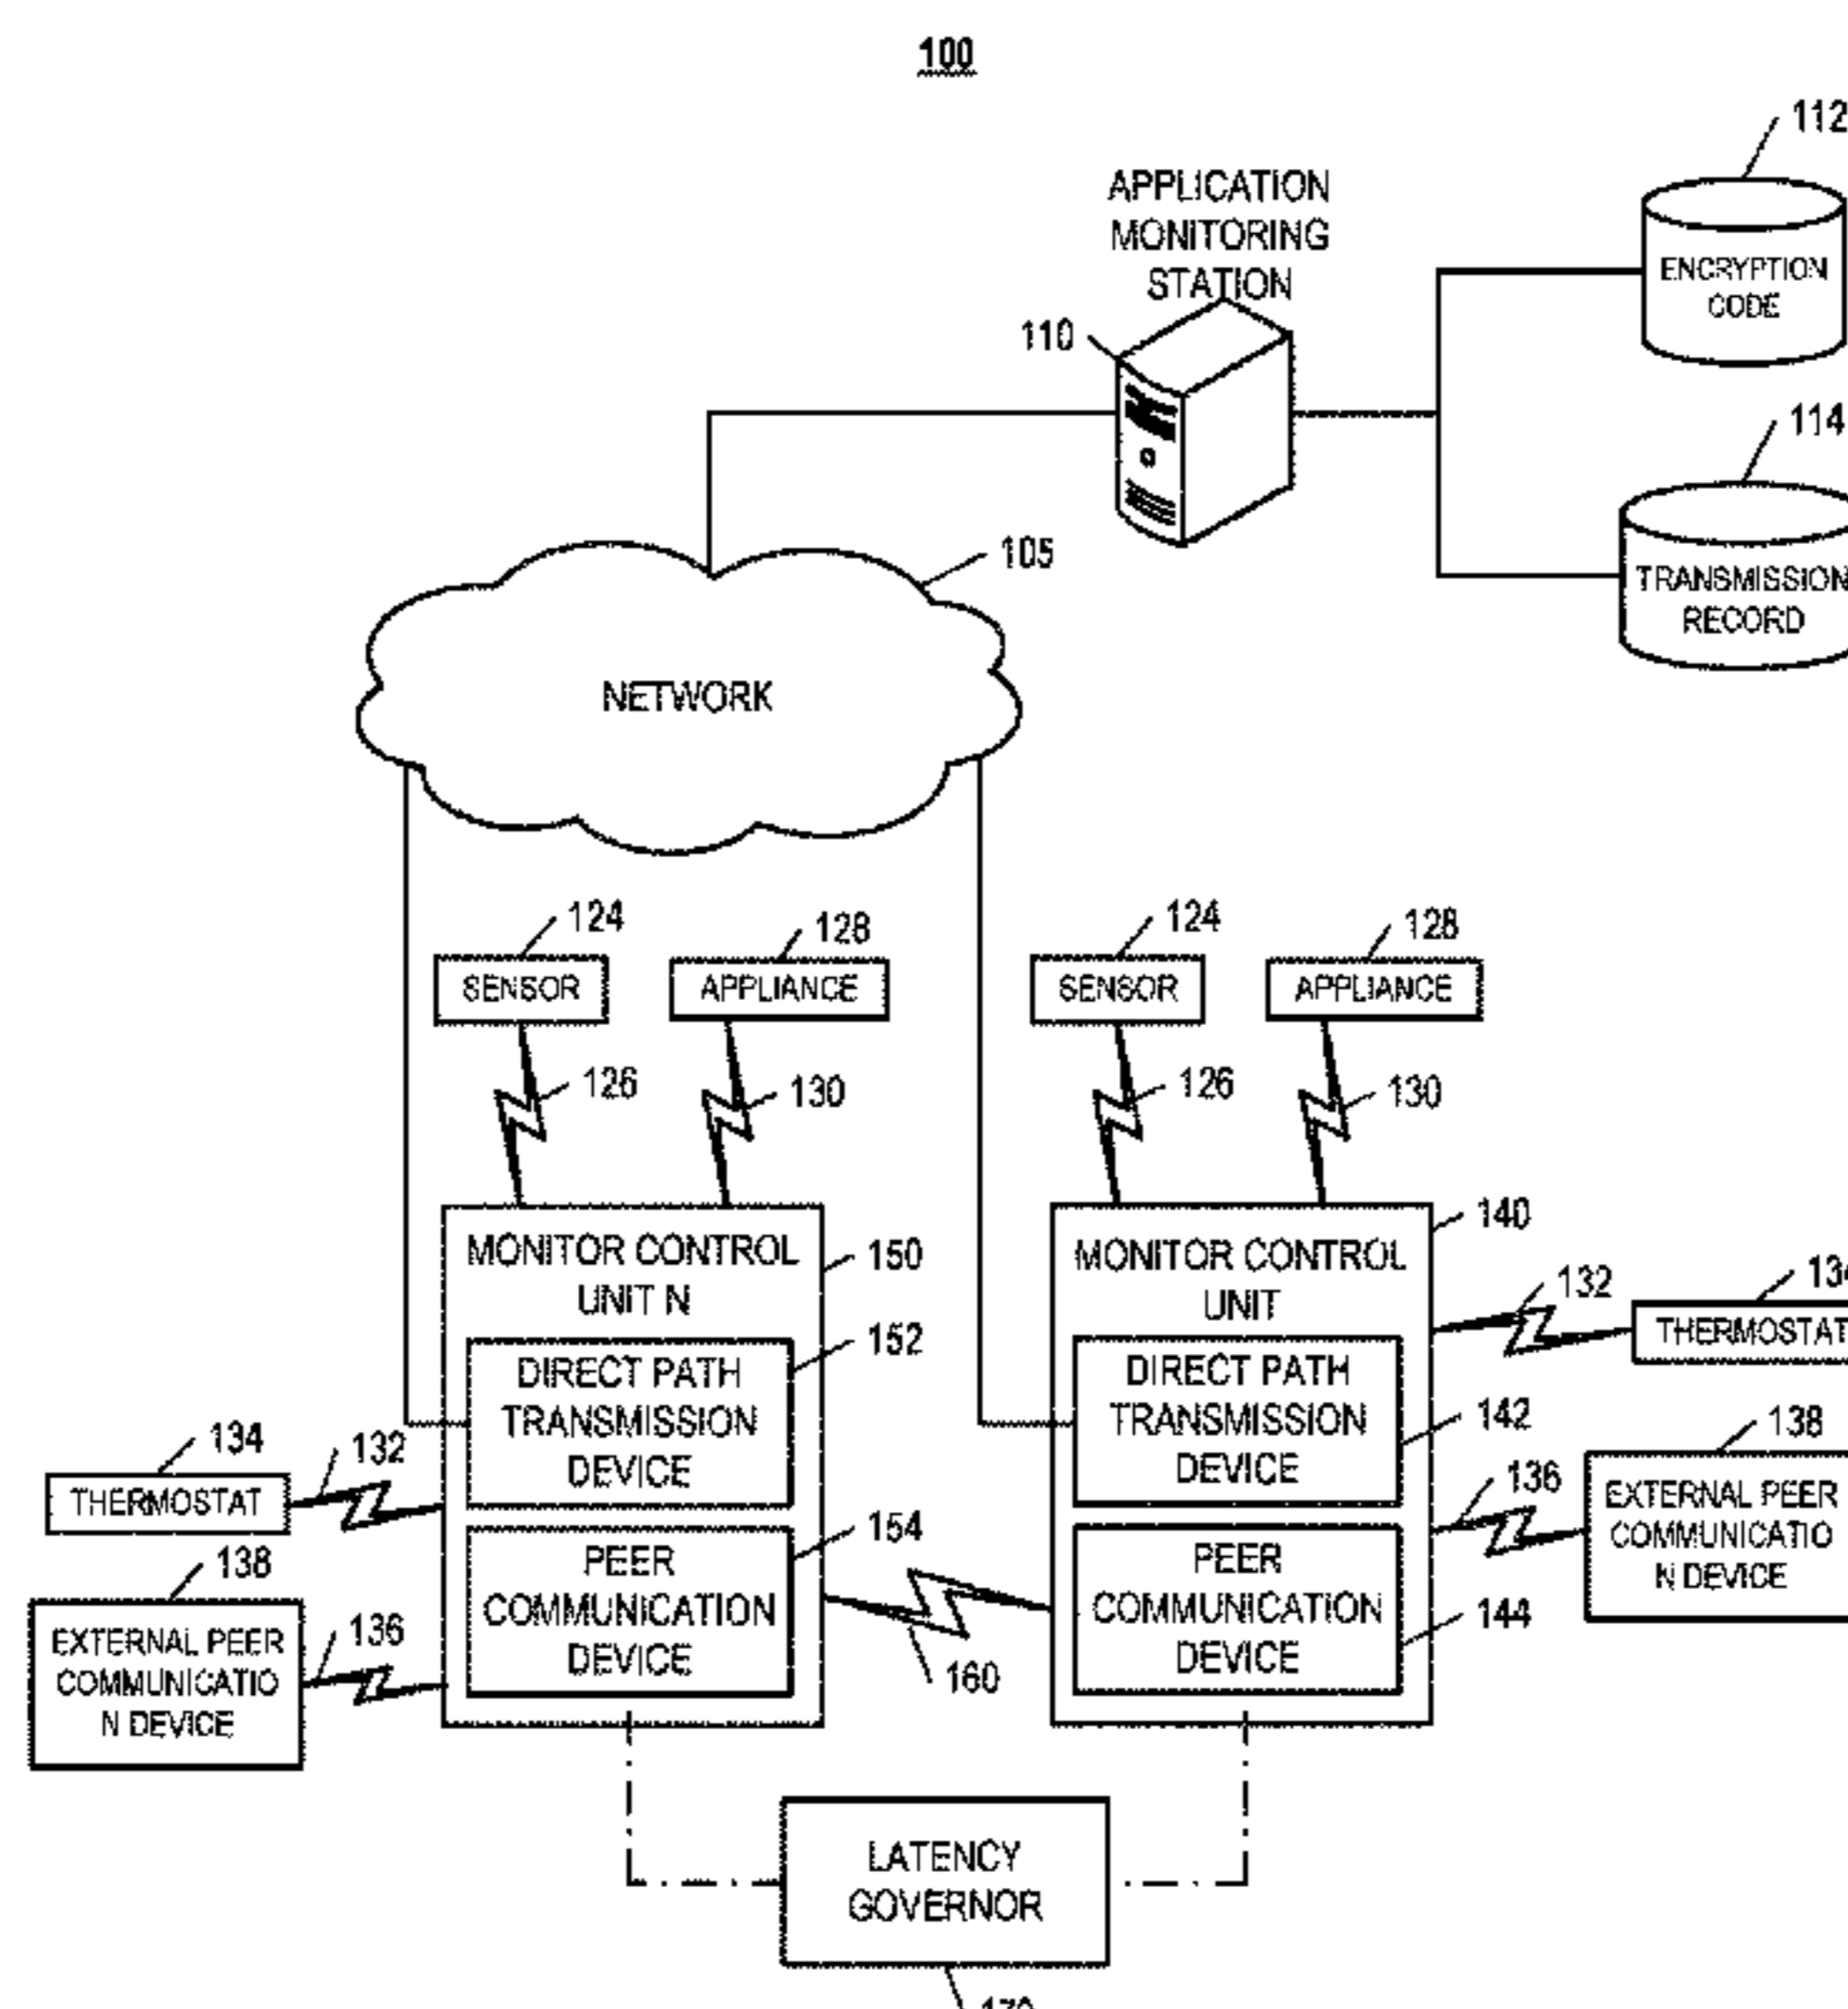 100
112
APPLICATION
MONITORING
STATION
ENCRYPTION
CODE
110
114
105
TRANSMISSION
RECORD
NETWORK
124
128
124
128
SENSOR
APPLIANCE
SENSOR
APPLIANCE
126
130
126
130
MONITOR CONTROL
UNIT N
150
MONITOR CONTROL
UNIT
140
132
THERMOSTAT
152
DIRECT PATH
TRANSMISSION
DEVICE
DIRECT PATH
TRANSMISSION
DEVICE
142
138
134
132
THERMOSTAT
136
EXTERNAL PEER
COMMUNICATIO
N DEVICE
154
138
PEER
COMMUNICATION
DEVICE
PEER
COMMUNICATION
DEVICE
144
EXTERNAL PEER
COMMUNICATIO
N DEVICE
136
160
LATENCY
GOVERNOR